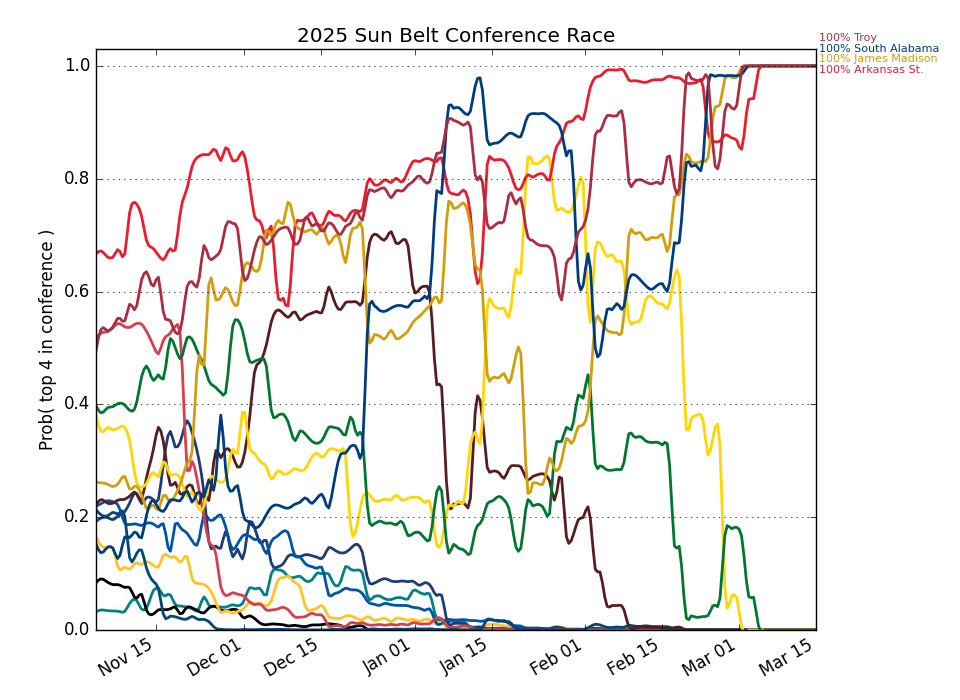 2025 Sun Belt Conference Race
100% Troy
100% South Alabama
100% James Madison
100% Arkansas St.
Prob( top 4 in conference )
1.0
0.8
0.6
0.4
0.2
0.0
Nov 15
Dec 01
Dec 15
Jan 01
Jan 15
Feb 01
Feb 15
Mar 01
Mar 15